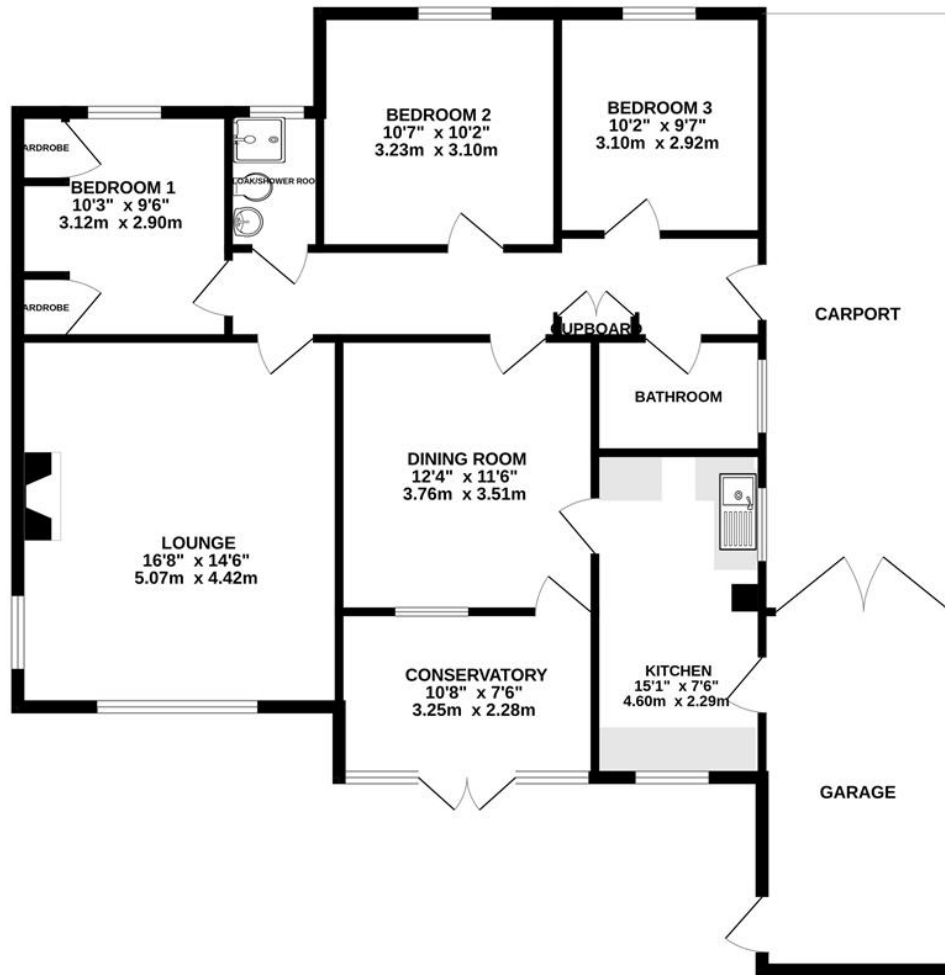 BEDROOM 2
10'7" x 10'2"
3.23m x 3.10m
BEDROOM 3
10'2" x 9'7"
3.10m x 2.92m
ARDROBE
BEDROOM 1
10'3" x 9'6"
3.12m x 2.90m
LOAK/SHOWER ROO
ARDROBE
CUPBOARD
CARPORT
BATHROOM
DINING ROOM
12'4" x 11'6"
3.76m x 3.51m
LOUNGE
16'8" x 14'6"
5.07m x 4.42m
CONSERVATORY
10'8" x 7'6"
3.25m x 2.28m
KITCHEN
15'1" x 7'6"
4.60m x 2.29m
GARAGE